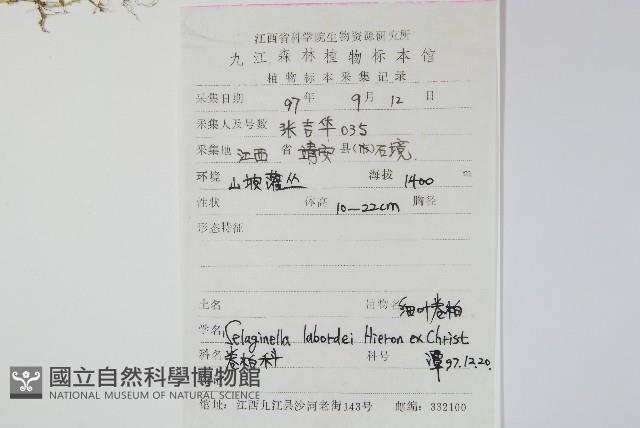 江西省科学院生物资源研究所
九江森林植物标本馆
植物标本采集记录
采集日期 97 年 9 月 12 日
采集人及号数 张吉华 035
采集地 江西 省 靖安 县(市) 石境
环境 山坡灌丛 海拔 1400 m
性状 体高 10—22cm 胸径
形态特征
土名 植物名 细叶卷柏
学名 Selaginella labordei Hieron ex Christ
科名 卷柏科 科号 潭 97.12.20.
國立自然科學博物館
NATIONAL MUSEUM OF NATURAL SCIENCE
馆址:江西九江县沙河老街143号 邮编:332100